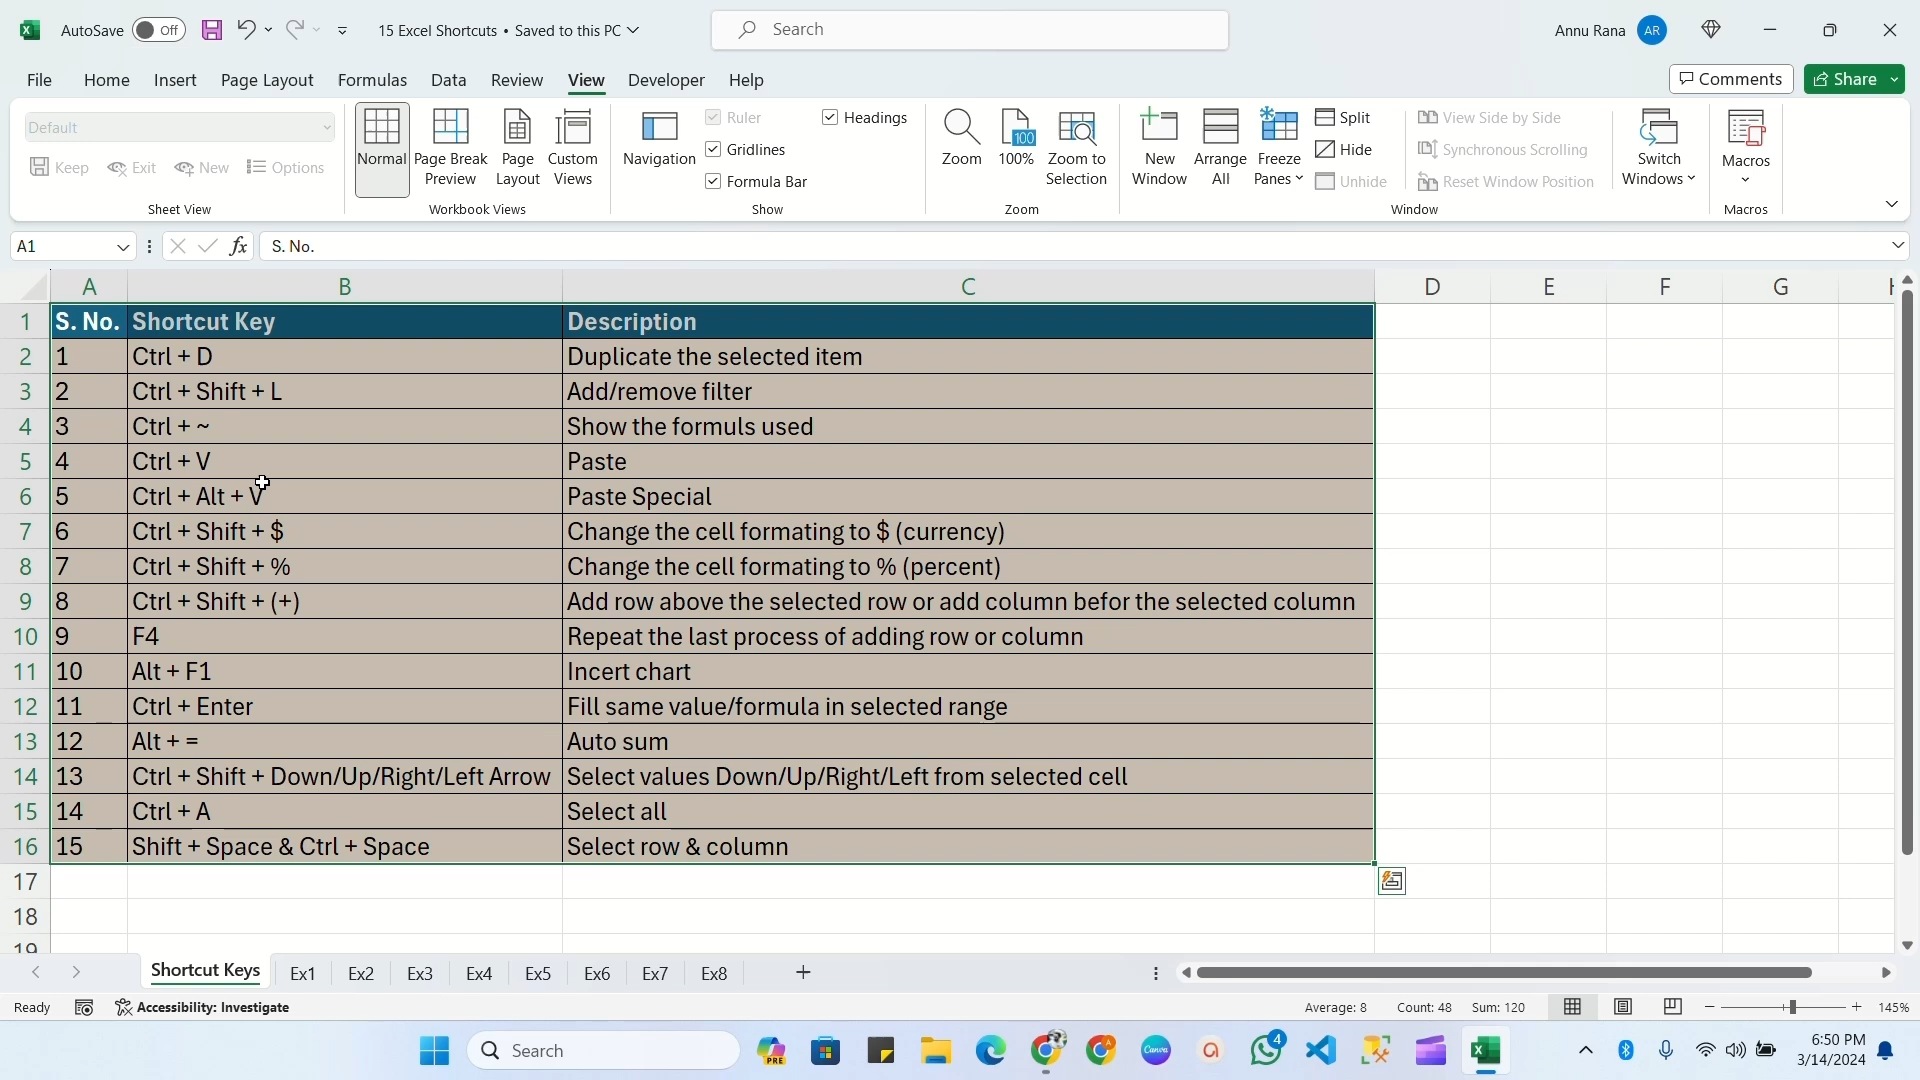 AutoSave Off 15 Excel Shortcuts • Saved to this PC Search Annu Rana AR
File Home Insert Page Layout Formulas Data Review View Developer Help Comments Share
Default
Keep Exit New Options
Sheet View
Normal Page Break Preview Page Layout Custom Views
Workbook Views
Navigation
Ruler Headings
Gridlines
Formula Bar
Show
Zoom 100 100% Zoom to Selection
Zoom
New Window Arrange All Freeze Panes
Split
Hide
Unhide
View Side by Side
Synchronous Scrolling
Reset Window Position
Switch Windows
Window
Macros
Macros
A1 fx S. No.
A B C D E F G H
1 S. No. Shortcut Key Description
2 1 Ctrl + D Duplicate the selected item
3 2 Ctrl + Shift + L Add/remove filter
4 3 Ctrl + ~ Show the formuls used
5 4 Ctrl + V Paste
6 5 Ctrl + Alt + V Paste Special
7 6 Ctrl + Shift + $ Change the cell formating to $ (currency)
8 7 Ctrl + Shift + % Change the cell formating to % (percent)
9 8 Ctrl + Shift + (+) Add row above the selected row or add column befor the selected column
10 9 F4 Repeat the last process of adding row or column
11 10 Alt + F1 Incert chart
12 11 Ctrl + Enter Fill same value/formula in selected range
13 12 Alt + = Auto sum
14 13 Ctrl + Shift + Down/Up/Right/Left Arrow Select values Down/Up/Right/Left from selected cell
15 14 Ctrl + A Select all
16 15 Shift + Space & Ctrl + Space Select row & column
17
18
19
Shortcut Keys Ex1 Ex2 Ex3 Ex4 Ex5 Ex6 Ex7 Ex8
Ready Accessibility: Investigate Average: 8 Count: 48 Sum: 120 145%
Search PRE Canva 4 6:50 PM
3/14/2024